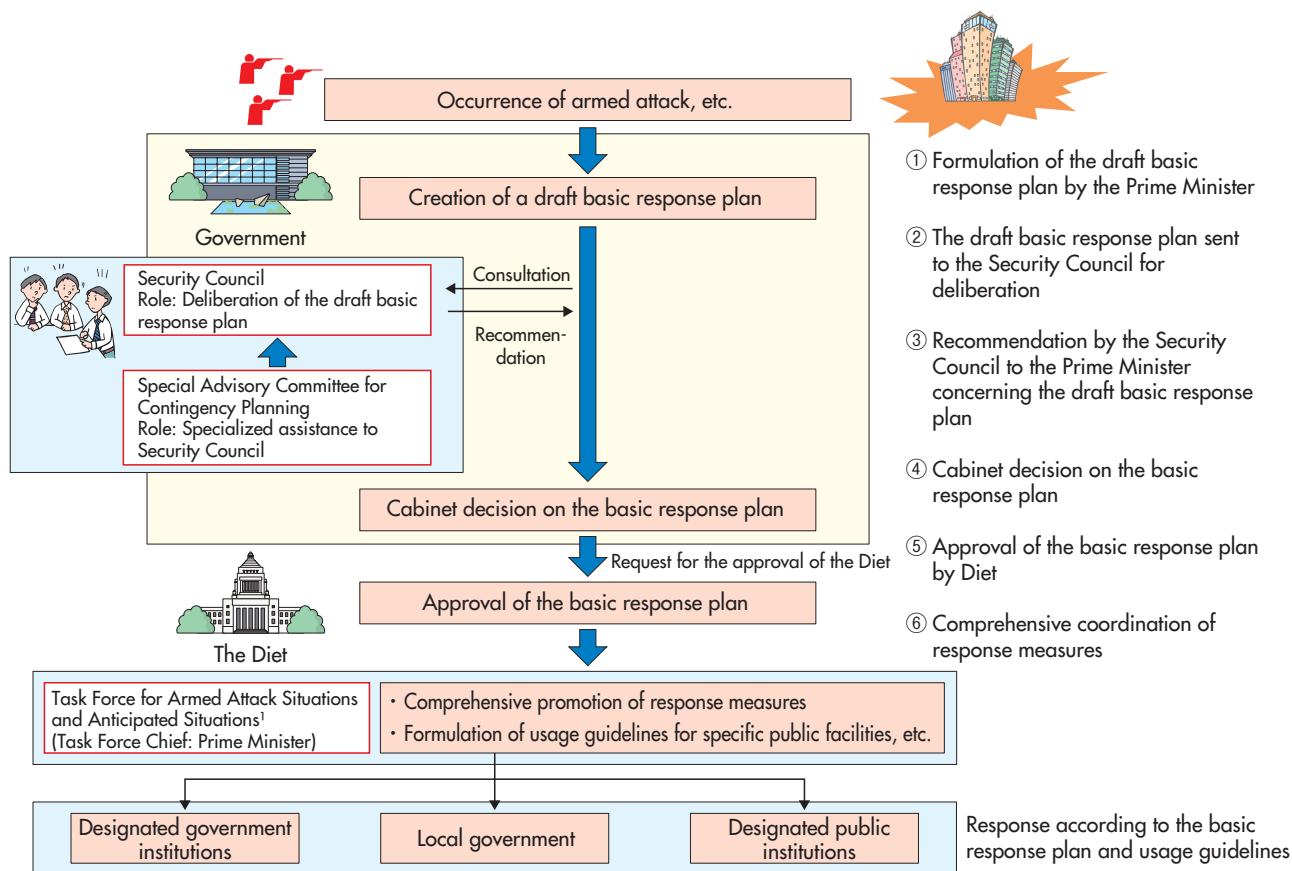 Occurrence of armed attack, etc.
Creation of a draft basic response plan
Government
Security Council
Role: Deliberation of the draft basic
response plan
Consultation
Recommen-
dation
Special Advisory Committee for
Contingency Planning
Role: Specialized assistance to
Security Council
Cabinet decision on the basic response plan
Request for the approval of the Diet
Approval of the basic response plan
The Diet
Task Force for Armed Attack Situations
and Anticipated Situations¹
(Task Force Chief: Prime Minister)
・Comprehensive promotion of response measures
・Formulation of usage guidelines for specific public facilities, etc.
Designated government
institutions
Local government
Designated public
institutions
Response according to the basic
response plan and usage guidelines
① Formulation of the draft basic
response plan by the Prime Minister
② The draft basic response plan sent
to the Security Council for
deliberation
③ Recommendation by the Security
Council to the Prime Minister
concerning the draft basic response
plan
④ Cabinet decision on the basic
response plan
⑤ Approval of the basic response plan
by Diet
⑥ Comprehensive coordination of
response measures